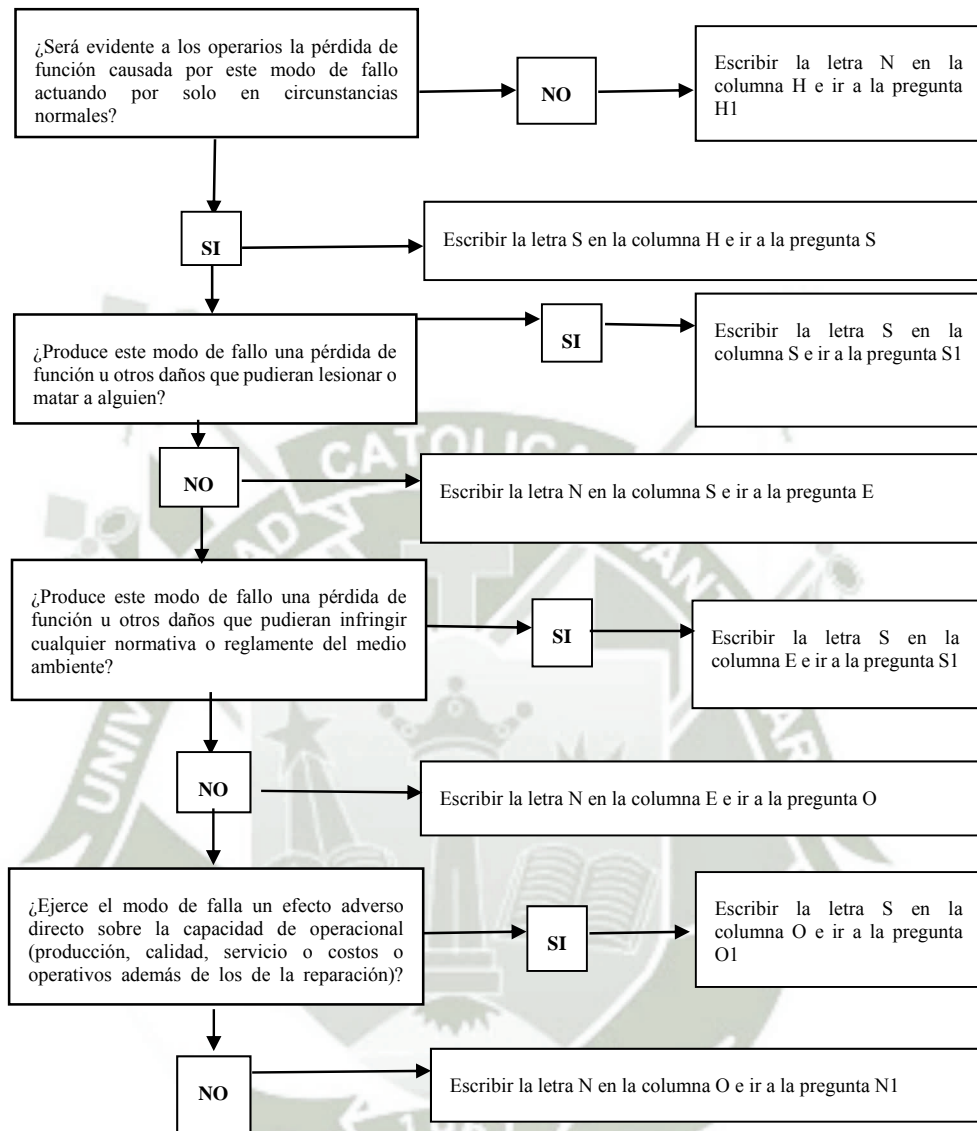 ¿Será evidente a los operarios la pérdida de
función causada por este modo de fallo
actuando por solo en circunstancias
normales?
NO
Escribir la letra N en la
columna H e ir a la pregunta
H1
SI
Escribir la letra S en la columna H e ir a la pregunta S
¿Produce este modo de fallo una pérdida de
función u otros daños que pudieran lesionar o
matar a alguien?
SI
Escribir la letra S en la
columna S e ir a la pregunta S1
NO
Escribir la letra N en la columna S e ir a la pregunta E
¿Produce este modo de fallo una pérdida de
función u otros daños que pudieran infringir
cualquier normativa o reglamente del medio
ambiente?
SI
Escribir la letra S en la
columna E e ir a la pregunta S1
NO
Escribir la letra N en la columna E e ir a la pregunta O
¿Ejerce el modo de falla un efecto adverso
directo sobre la capacidad de operacional
(producción, calidad, servicio o costos o
operativos además de los de la reparación)?
SI
Escribir la letra S en la
columna O e ir a la pregunta
O1
NO
Escribir la letra N en la columna O e ir a la pregunta N1